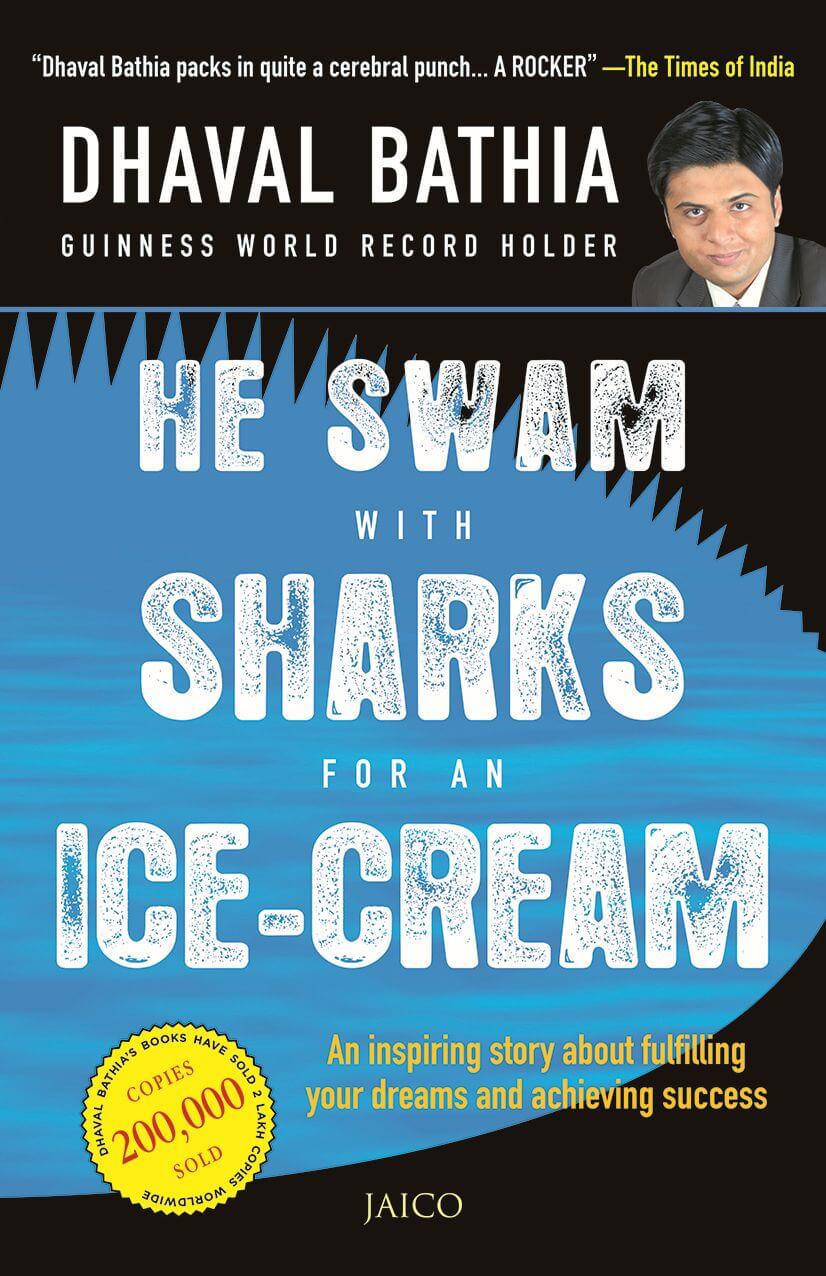 “Dhaval Bathia packs in quite a cerebral punch... A ROCKER” —The Times of India
DHAVAL BATHIA
GUINNESS WORLD RECORD HOLDER
HE SWAM
WITH
SHARKS
FOR AN
ICE-CREAM
An inspiring story about fulfilling
your dreams and achieving success
DHAVAL BATHIA'S BOOKS HAVE SOLD 2 LAKH COPIES WORLDWIDE
COPIES
200,000
SOLD
JAICO